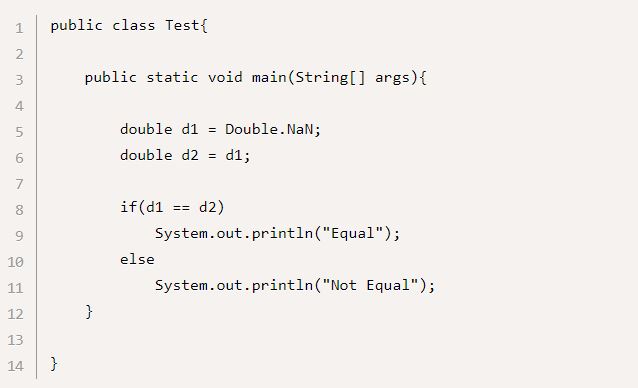 1 public class Test{
2
3 public static void main(String[] args){
4
5 double d1 = Double.NaN;
6 double d2 = d1;
7
8 if(d1 == d2)
9 System.out.println("Equal");
10 else
11 System.out.println("Not Equal");
12 }
13
14 }